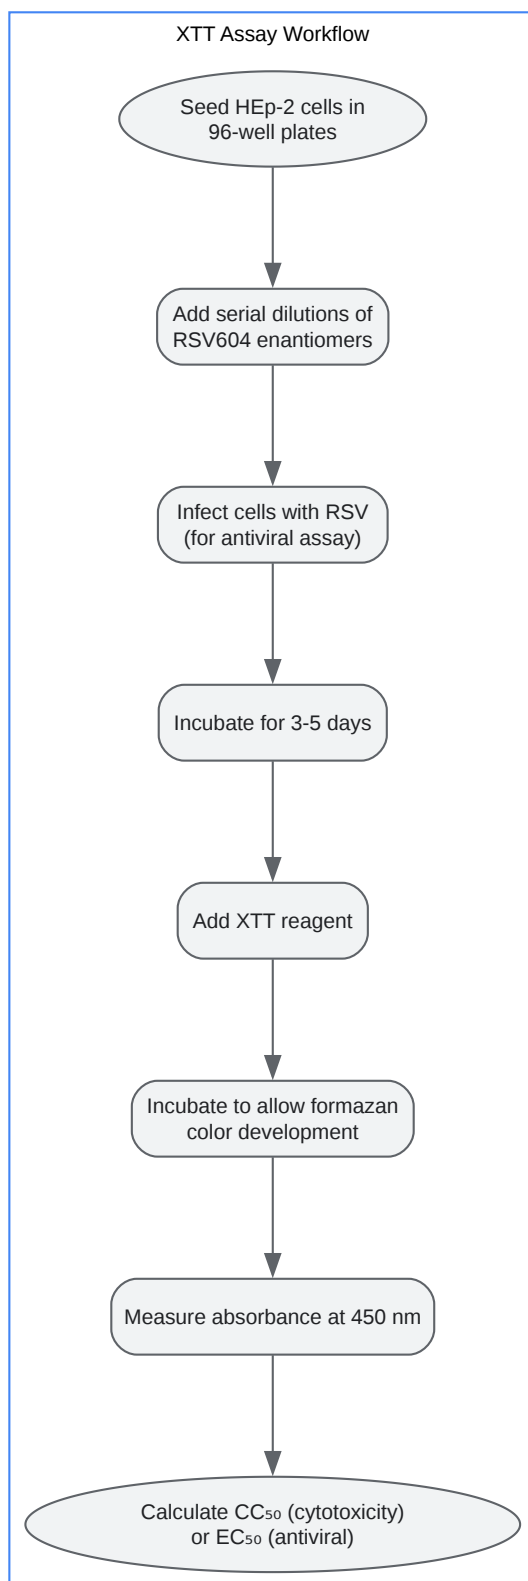 XTT Assay Workflow
Seed HEp-2 cells in
96-well plates
Add serial dilutions of
RSV604 enantiomers
Infect cells with RSV
(for antiviral assay)
Incubate for 3-5 days
Add XTT reagent
Incubate to allow formazan
color development
Measure absorbance at 450 nm
Calculate CC₅₀ (cytotoxicity)
or EC₅₀ (antiviral)